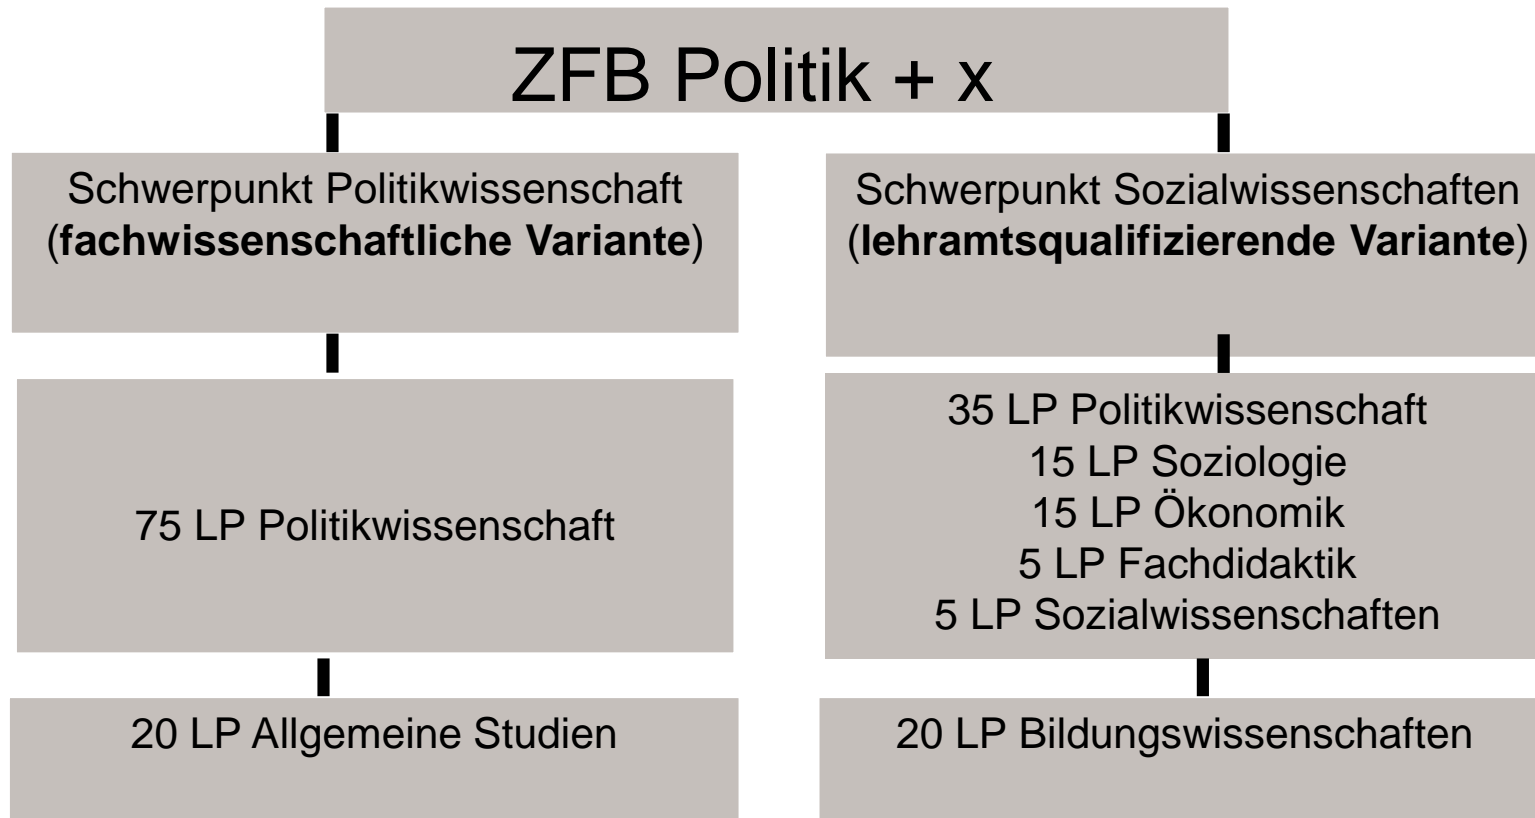 ZFB Politik + x
Schwerpunkt Politikwissenschaft
(fachwissenschaftliche Variante)
75 LP Politikwissenschaft
20 LP Allgemeine Studien
Schwerpunkt Sozialwissenschaften
(lehramtsqualifizierende Variante)
35 LP Politikwissenschaft
15 LP Soziologie
15 LP Ökonomik
5 LP Fachdidaktik
5 LP Sozialwissenschaften
20 LP Bildungswissenschaften